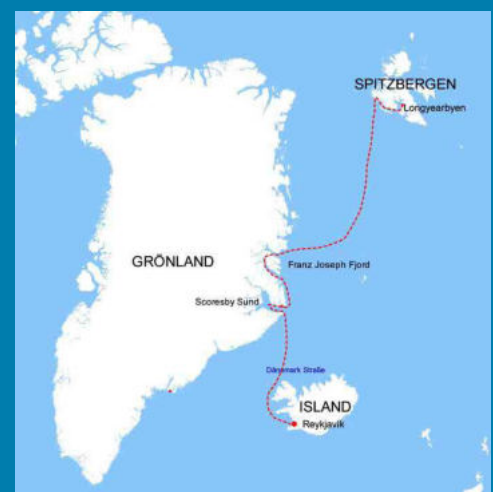 SPITZBERGEN
Longyearbyen
GRÖNLAND
Franz Joseph Fjord
Scoresby Sund
Dänemark Straße
ISLAND
Reykjavik